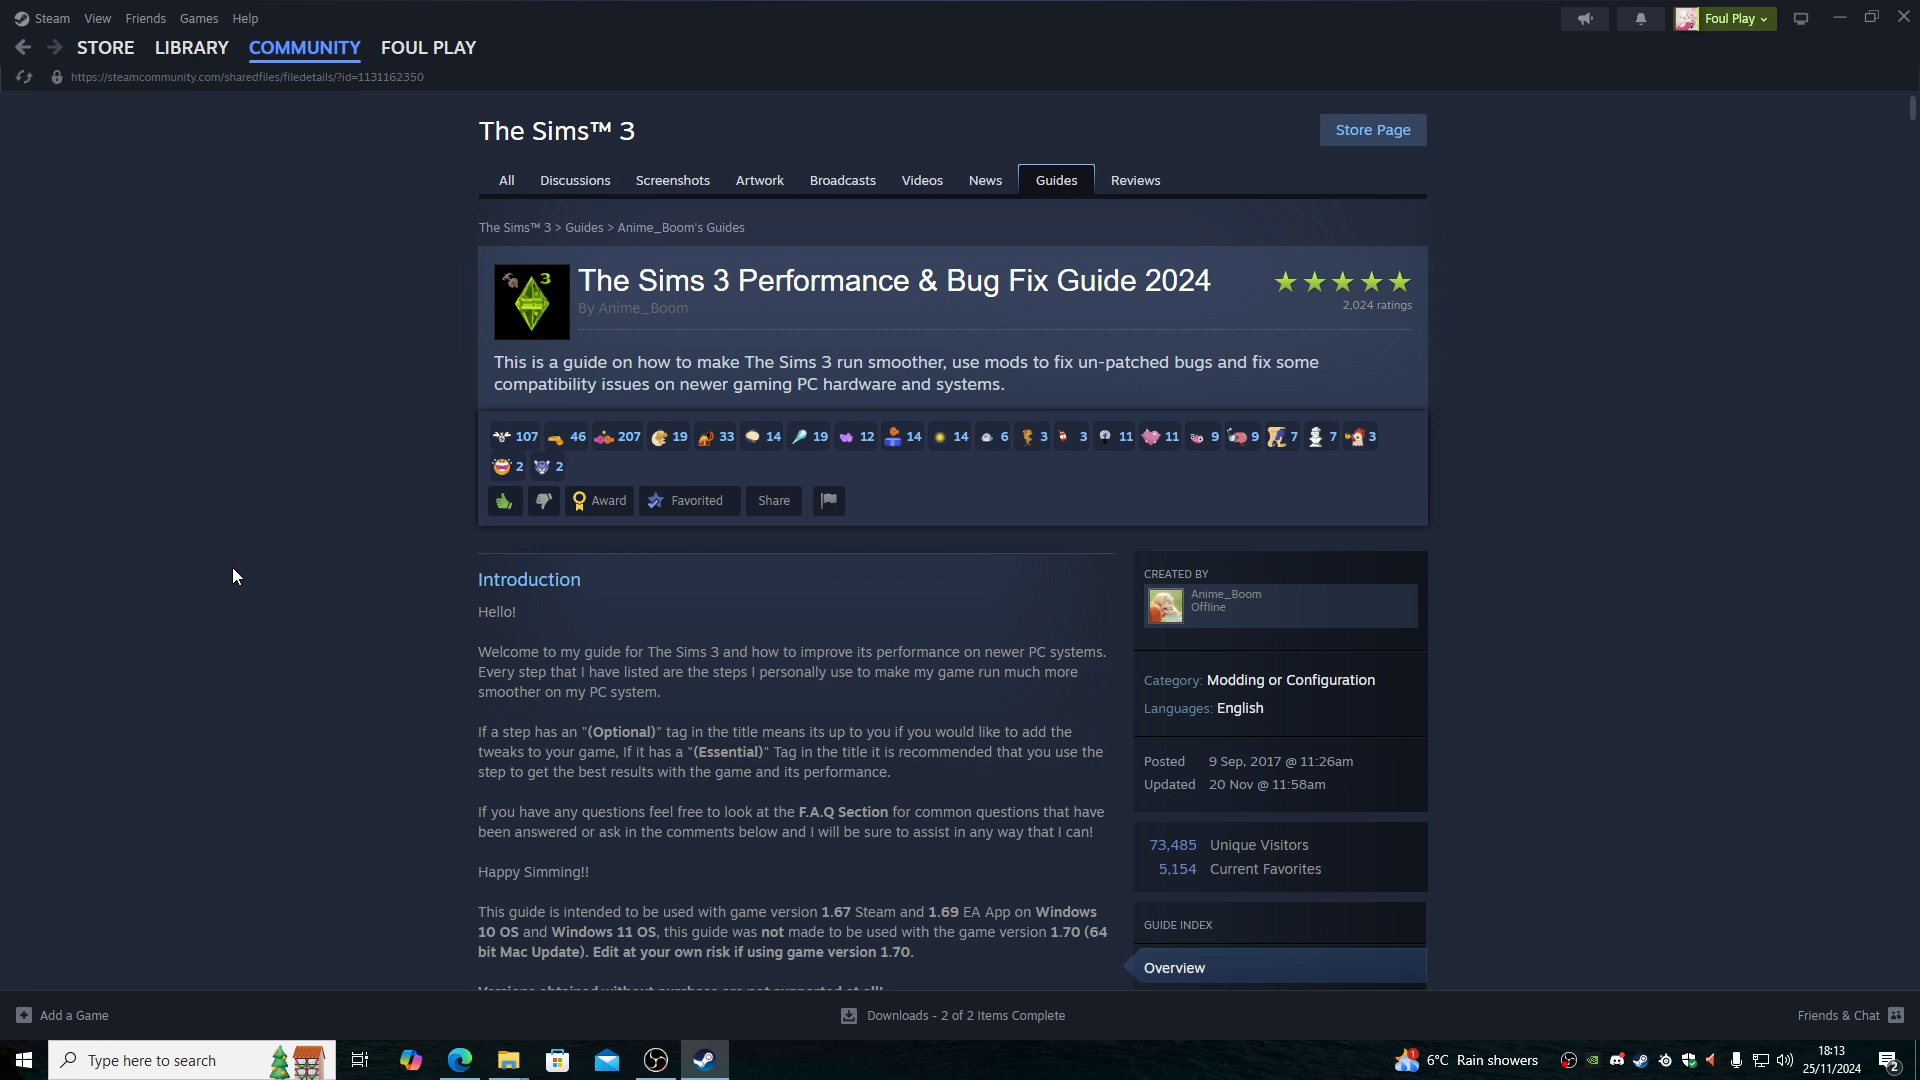 Steam View Friends Games Help
Foul Play
STORE LIBRARY COMMUNITY FOUL PLAY
https://steamcommunity.com/sharedfiles/filedetails/?id=1131162350
The Sims™ 3
Store Page
All Discussions Screenshots Artwork Broadcasts Videos News Guides Reviews
The Sims™ 3 > Guides > Anime_Boom's Guides
3
The Sims 3 Performance & Bug Fix Guide 2024
By Anime_Boom
2,024 ratings
This is a guide on how to make The Sims 3 run smoother, use mods to fix un-patched bugs and fix some
compatibility issues on newer gaming PC hardware and systems.
107 46 207 19 33 14 19 12 14 14 6 3 3 11 11 9 9 7 7 3
2 2
Award Favorited Share
Introduction
Hello!
Welcome to my guide for The Sims 3 and how to improve its performance on newer PC systems.
Every step that I have listed are the steps I personally use to make my game run much more
smoother on my PC system.
If a step has an "(Optional)" tag in the title means its up to you if you would like to add the
tweaks to your game, If it has a "(Essential)" Tag in the title it is recommended that you use the
step to get the best results with the game and its performance.
If you have any questions feel free to look at the F.A.Q Section for common questions that have
been answered or ask in the comments below and I will be sure to assist in any way that I can!
Happy Simming!!
This guide is intended to be used with game version 1.67 Steam and 1.69 EA App on Windows
10 OS and Windows 11 OS, this guide was not made to be used with the game version 1.70 (64
bit Mac Update). Edit at your own risk if using game version 1.70.
Versions obtained without purchase are not supported at all!
CREATED BY
Anime_Boom
Offline
Category: Modding or Configuration
Languages: English
Posted 9 Sep, 2017 @ 11:26am
Updated 20 Nov @ 11:58am
73,485 Unique Visitors
5,154 Current Favorites
GUIDE INDEX
Overview
Add a Game
Downloads - 2 of 2 Items Complete
Friends & Chat
Type here to search
1
6°C Rain showers
18:13
25/11/2024
2